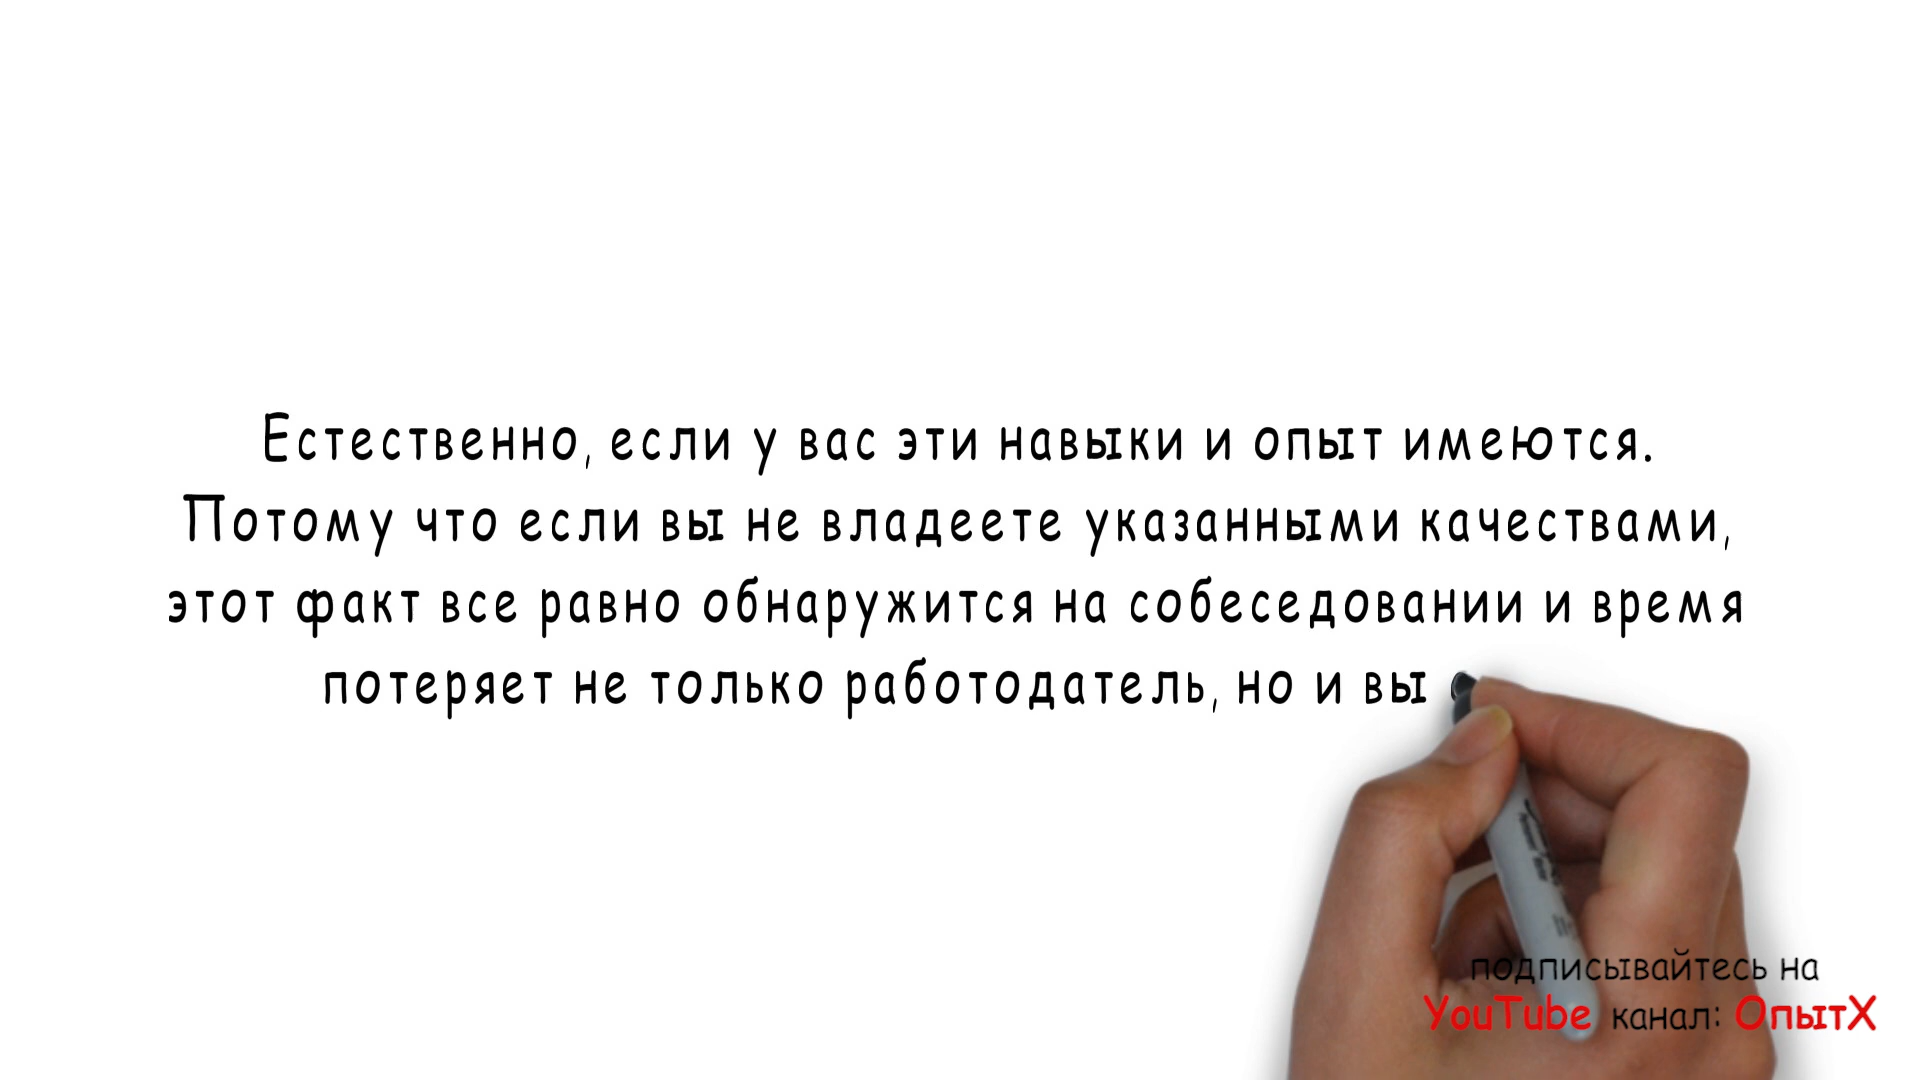 Естественно, если у вас эти навыки и опыт имеются.
Потому что если вы не владеете указанными качествами,
этот факт все равно обнаружится на собеседовании и время
потеряет не только работодатель, но и вы
подписывайтесь на
YouTube канал: ОпытХ